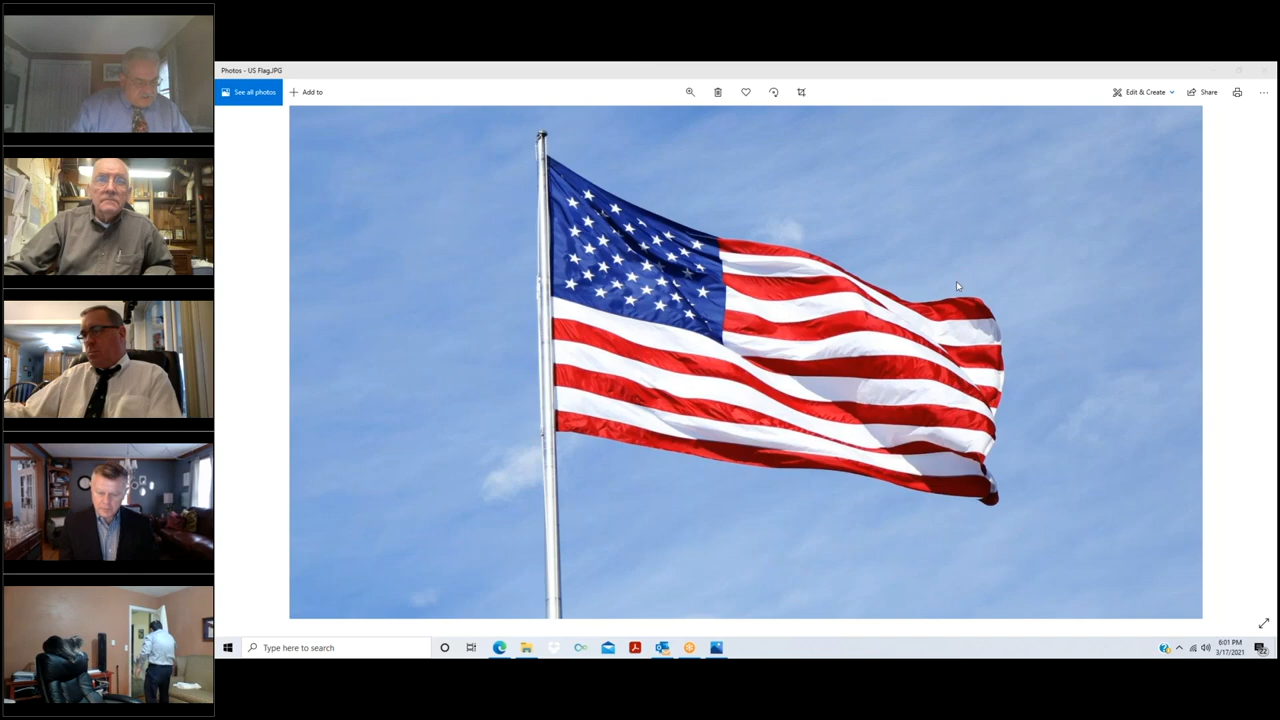 Photos - US Flag.JPG
See all photos
Add to
Edit & Create
Share
Type here to search
6:01 PM
3/17/2021
22